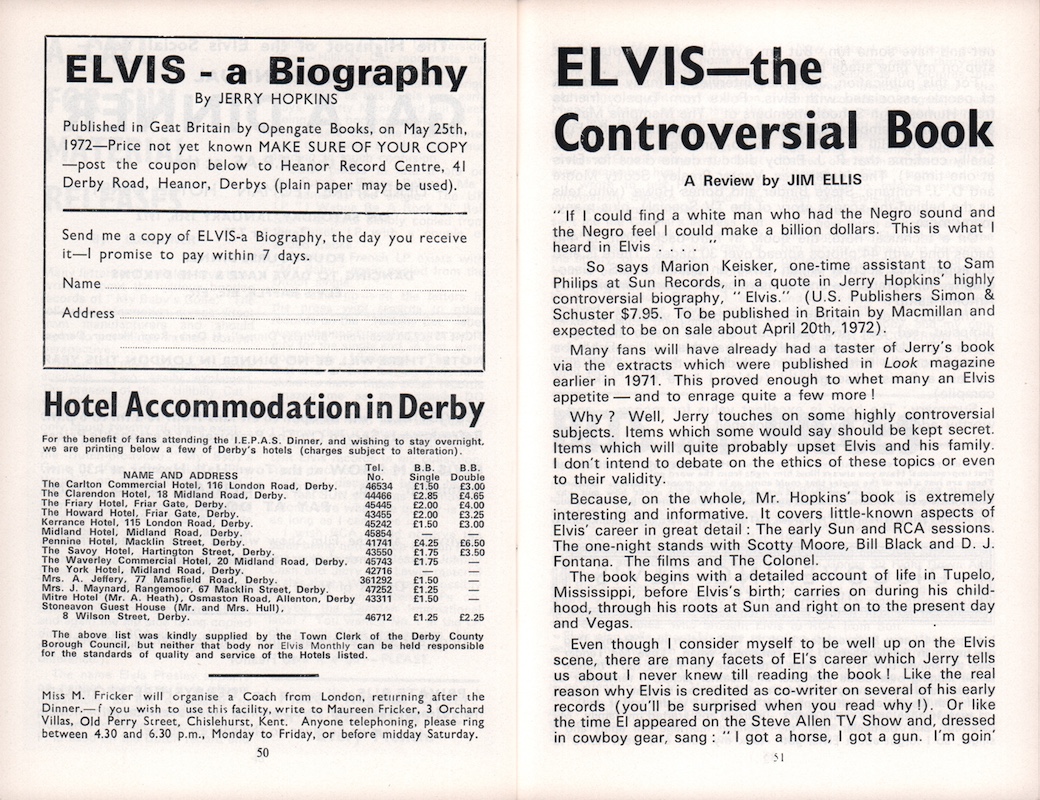 ELVIS - a Biography
By JERRY HOPKINS
Published in Geat Britain by Opengate Books, on May 25th,
1972—Price not yet known MAKE SURE OF YOUR COPY
—post the coupon below to Heanor Record Centre, 41
Derby Road, Heanor, Derbys (plain paper may be used).
Send me a copy of ELVIS-a Biography, the day you receive
it—I promise to pay within 7 days.
Name
Address
Hotel Accommodation in Derby
For the benefit of fans attending the I.E.P.A.S. Dinner, and wishing to stay overnight,
we are printing below a few of Derby's hotels (charges subject to alteration).
Tel. B.B. B.B.
NAME AND ADDRESS No. Single Double
The Carlton Commercial Hotel, 116 London Road, Derby. 46534 £1.50 £3.00
The Clarendon Hotel, 18 Midland Road, Derby. 44466 £2.85 £4.65
The Friary Hotel, Friar Gate, Derby. 45445 £2.00 £4.00
The Howard Hotel, Friar Gate, Derby. 43455 £2.00 £3.25
Kerrance Hotel, 115 London Road, Derby. 45242 £1.50 £3.00
Midland Hotel, Midland Road, Derby. 45854 — —
Pennine Hotel, Macklin Street, Derby. 41741 £4.25 £6.50
The Savoy Hotel, Hartington Street, Derby. 43550 £1.75 £3.50
The Waverley Commercial Hotel, 20 Midland Road, Derby. 45743 £1.75 —
The York Hotel, Midland Road, Derby. 42716 — —
Mrs. A. Jeffery, 77 Mansfield Road, Derby. 361292 £1.50 —
Mrs. J. Maynard, Rangemoor, 67 Macklin Street, Derby. 47252 £1.25 —
Mitre Hotel (Mr. A. Heath), Osmaston Road, Allenton, Derby 43311 £1.50 —
Stoneavon Guest House (Mr. and Mrs. Hull),
8 Wilson Street, Derby. 46712 £1.25 £2.25
The above list was kindly supplied by the Town Clerk of the Derby County
Borough Council, but neither that body nor Elvis Monthly can be held responsible
for the standards of quality and service of the Hotels listed.
Miss M. Fricker will organise a Coach from London, returning after the
Dinner.—f you wish to use this facility, write to Maureen Fricker, 3 Orchard
Villas, Old Perry Street, Chislehurst, Kent. Anyone telephoning, please ring
between 4.30 and 6.30 p.m., Monday to Friday, or before midday Saturday.
50
ELVIS—the
Controversial Book
A Review by JIM ELLIS
" If I could find a white man who had the Negro sound and
the Negro feel I could make a billion dollars. This is what I
heard in Elvis . . . . "
So says Marion Keisker, one-time assistant to Sam
Philips at Sun Records, in a quote in Jerry Hopkins' highly
controversial biography, " Elvis." (U.S. Publishers Simon &
Schuster $7.95. To be published in Britain by Macmillan and
expected to be on sale about April 20th, 1972).
Many fans will have already had a taster of Jerry's book
via the extracts which were published in Look magazine
earlier in 1971. This proved enough to whet many an Elvis
appetite — and to enrage quite a few more !
Why ? Well, Jerry touches on some highly controversial
subjects. Items which some would say should be kept secret.
Items which will quite probably upset Elvis and his family.
I don't intend to debate on the ethics of these topics or even
to their validity.
Because, on the whole, Mr. Hopkins' book is extremely
interesting and informative. It covers little-known aspects of
Elvis' career in great detail : The early Sun and RCA sessions.
The one-night stands with Scotty Moore, Bill Black and D. J.
Fontana. The films and The Colonel.
The book begins with a detailed account of life in Tupelo,
Mississippi, before Elvis's birth; carries on during his child-
hood, through his roots at Sun and right on to the present day
and Vegas.
Even though I consider myself to be well up on the Elvis
scene, there are many facets of El's career which Jerry tells
us about I never knew till reading the book ! Like the real
reason why Elvis is credited as co-writer on several of his early
records (you'll be surprised when you read why !). Or like
the time El appeared on the Steve Allen TV Show and, dressed
in cowboy gear, sang : " I got a horse, I got a gun. I'm goin'
51